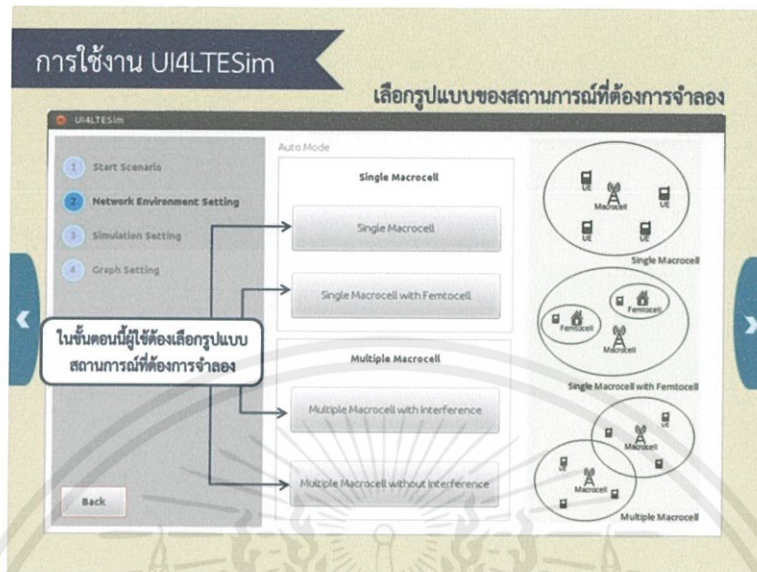 การใช้งาน UI4LTESim
เลือกรูปแบบของสถานการณ์ที่ต้องการจำลอง
UI4LTESim
1 Start Scenario
2 Network Environment Setting
3 Simulation Setting
4 Graph Setting
ในขั้นตอนนี้ผู้ใช้ต้องเลือกรูปแบบ
สถานการณ์ที่ต้องการจำลอง
Back
Auto Mode
Single Macrocell
Single Macrocell
Single Macrocell with Femtocell
Multiple Macrocell
Multiple Macrocell with Interference
Multiple Macrocell without Interference
UE
Macrocell
UE
UE
UE
Single Macrocell
Femtocell
Femtocell
Macrocell
Single Macrocell with Femtocell
UE
Macrocell
UE
Macrocell
Multiple Macrocell